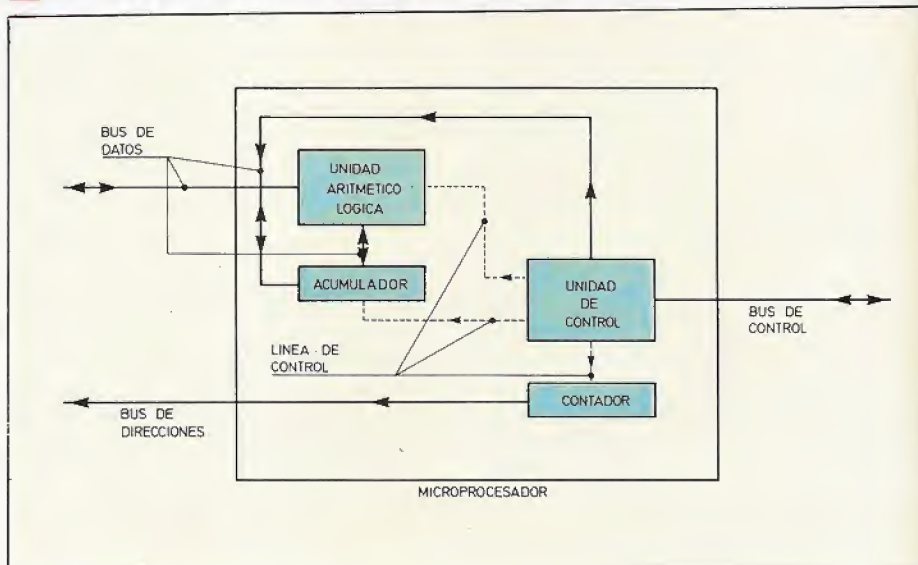 BUS DE
DATOS
UNIDAD
ARITMETICO
LOGICA
ACUMULADOR
UNIDAD
DE
CONTROL
BUS DE
CONTROL
LINEA DE
CONTROL
CONTADOR
BUS DE
DIRECCIONES
MICROPROCESADOR